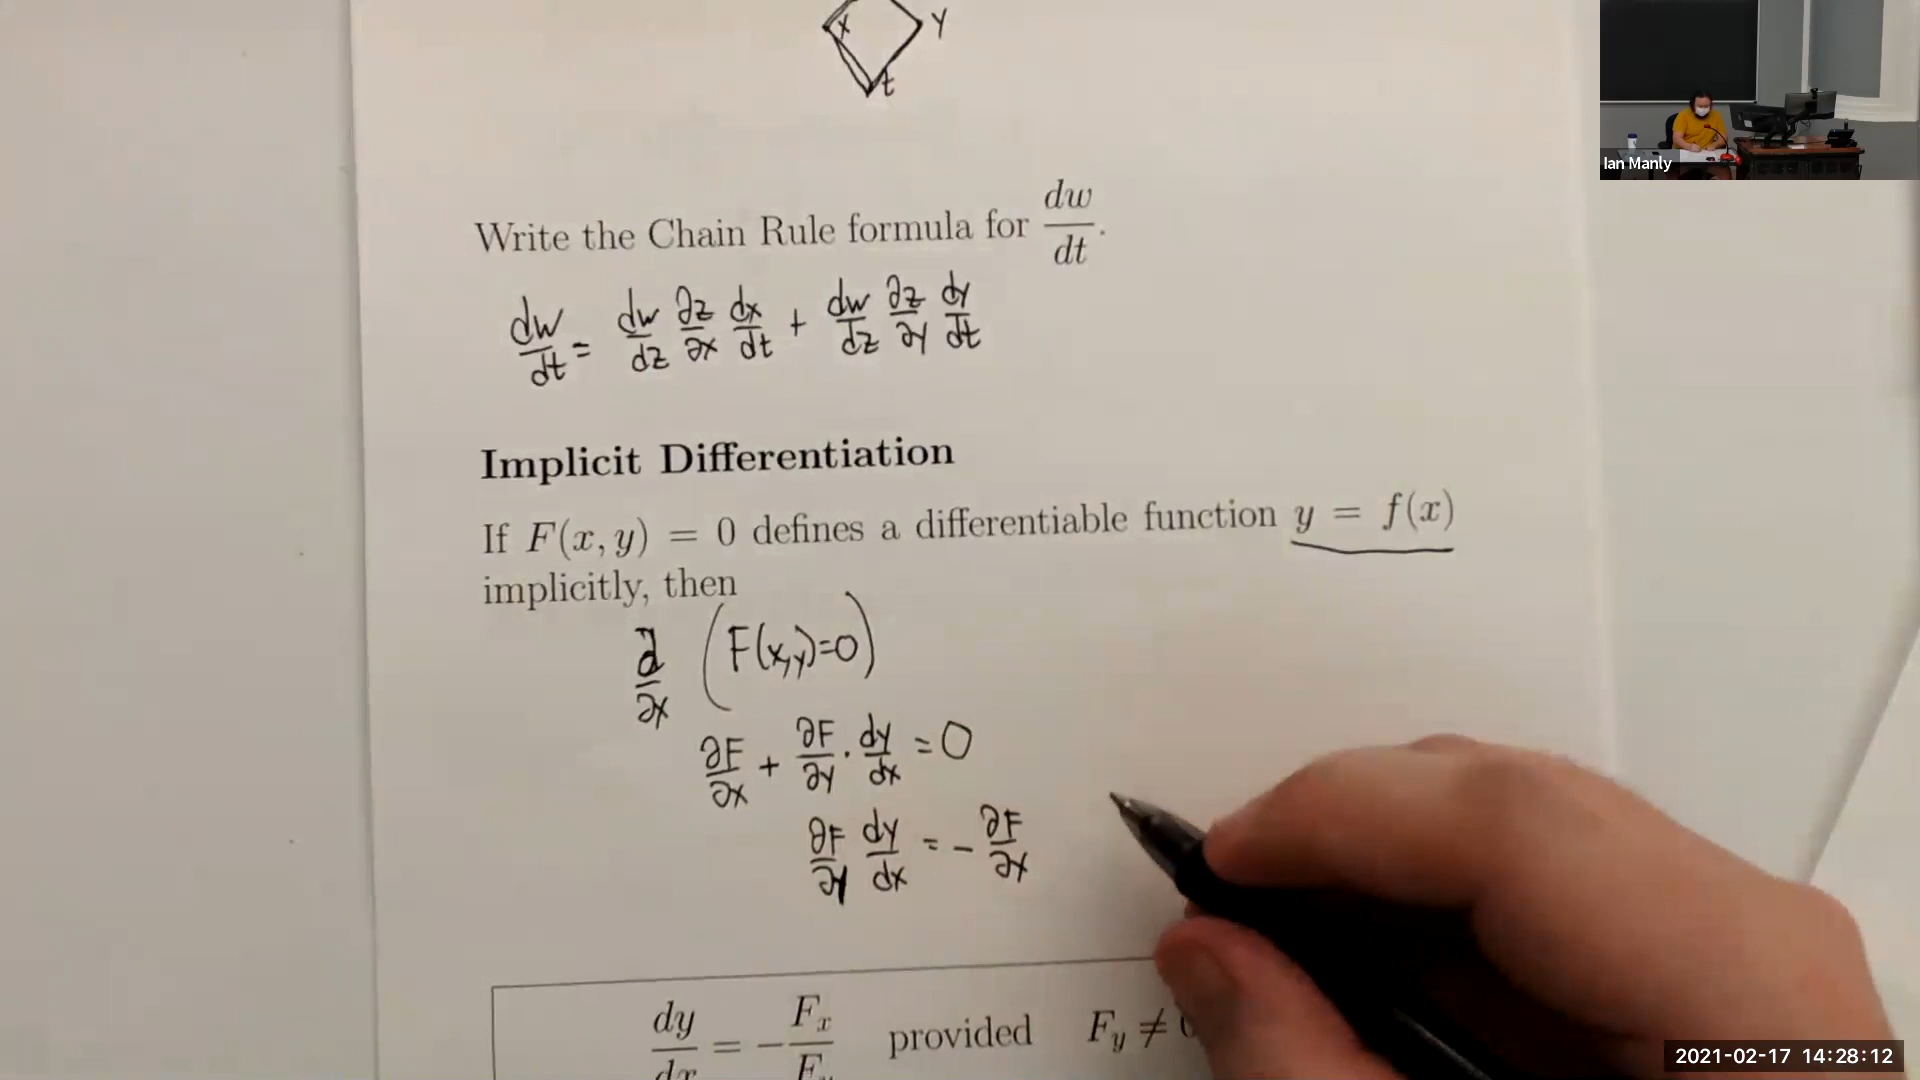 x y
t
Ian Manly
Write the Chain Rule formula for dw/dt.
dw/dt = dw/dz ∂z/∂x dx/dt + dw/dz ∂z/∂y dy/dt
Implicit Differentiation
If F(x, y) = 0 defines a differentiable function y = f(x)
implicitly, then
∂/∂x (F(x,y)=0)
∂F/∂x + ∂F/∂y · dy/dx = 0
∂F/∂y dy/dx = - ∂F/∂x
dy/dx = − Fx/Fy provided Fy ≠ 0
2021-02-17 14:28:12